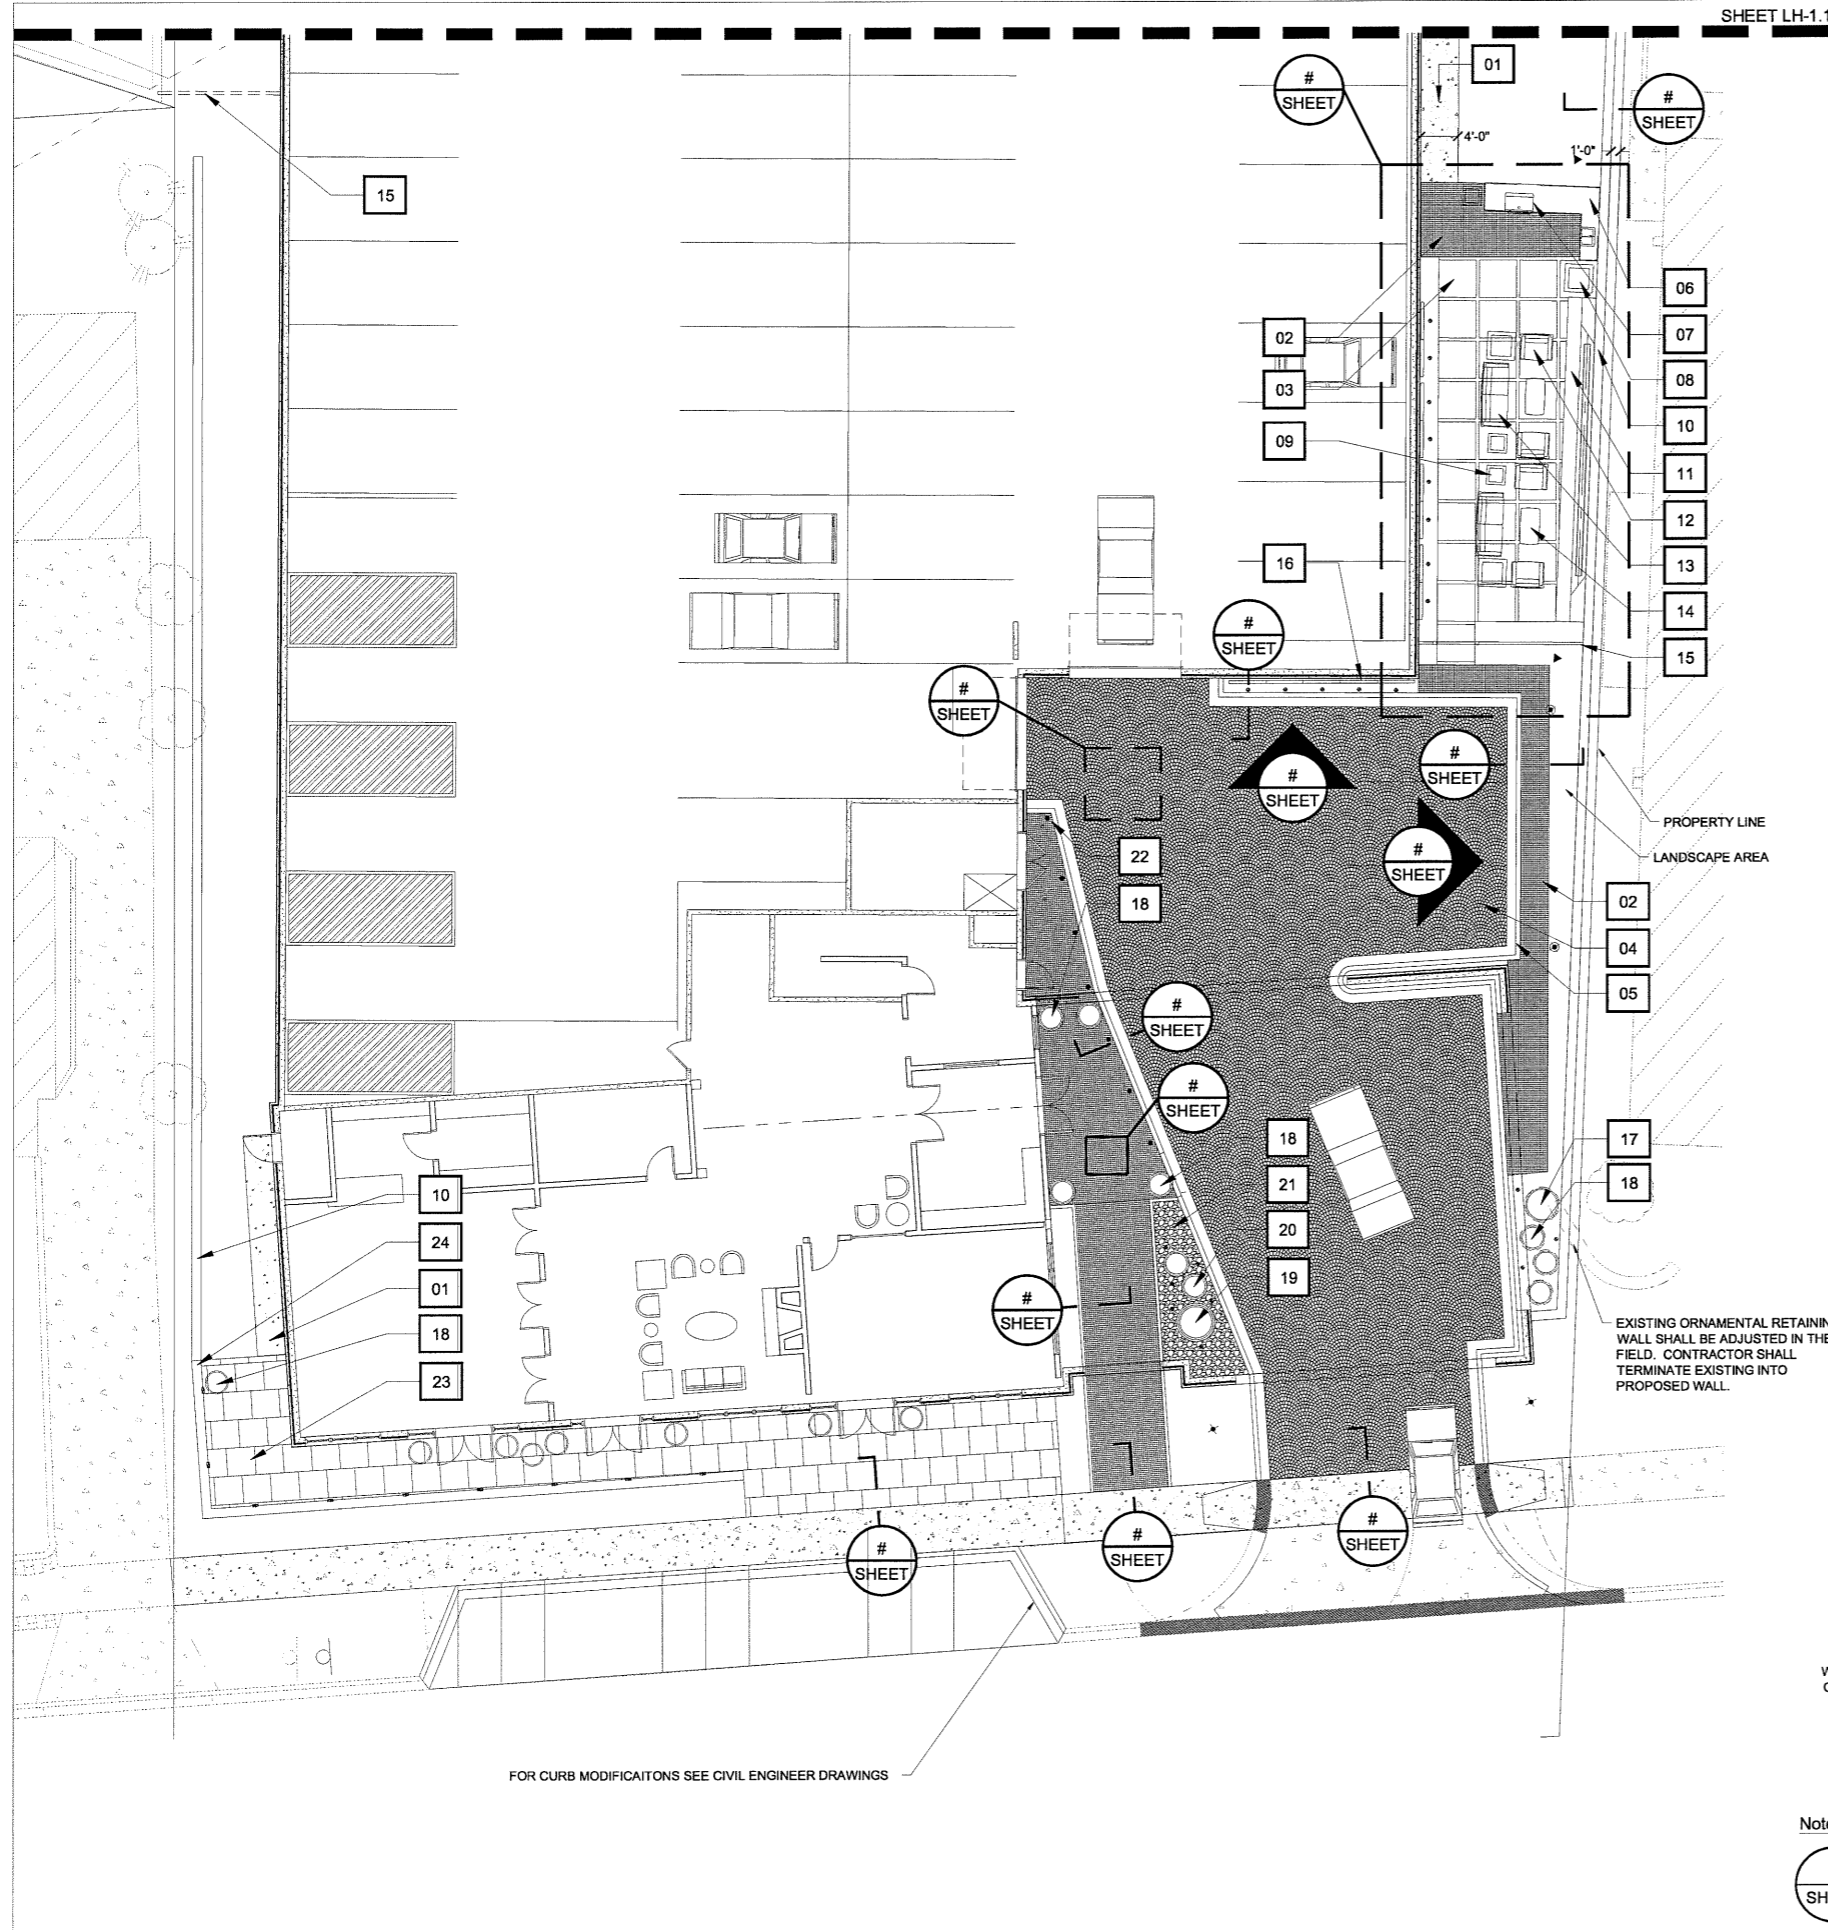 SHEET LH-1.1
01
#
SHEET
#
SHEET
4'-0"
1'-0"
15
06
07
02
08
03
10
09
11
12
13
16
14
#
SHEET
15
#
SHEET
#
SHEET
#
SHEET
PROPERTY LINE
22
#
SHEET
LANDSCAPE AREA
18
02
04
05
#
SHEET
#
SHEET
18
17
21
18
10
20
24
19
01
#
SHEET
18
23
EXISTING ORNAMENTAL RETAININ
WALL SHALL BE ADJUSTED IN THE
FIELD. CONTRACTOR SHALL
TERMINATE EXISTING INTO
PROPOSED WALL.
#
SHEET
#
SHEET
#
SHEET
FOR CURB MODIFICAITONS SEE CIVIL ENGINEER DRAWINGS
Note
SH